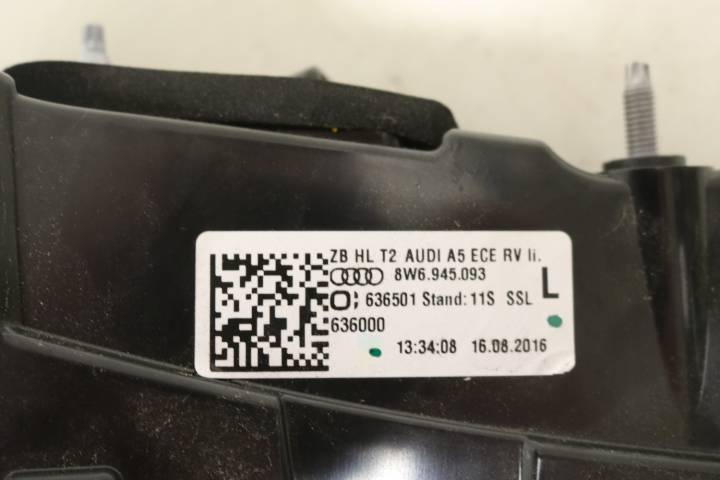 ZB HL T2 AUDI A5 ECE RV li.
8W6.945.093
636501 Stand: 11S SSL L
636000
13:34:08 16.08.2016